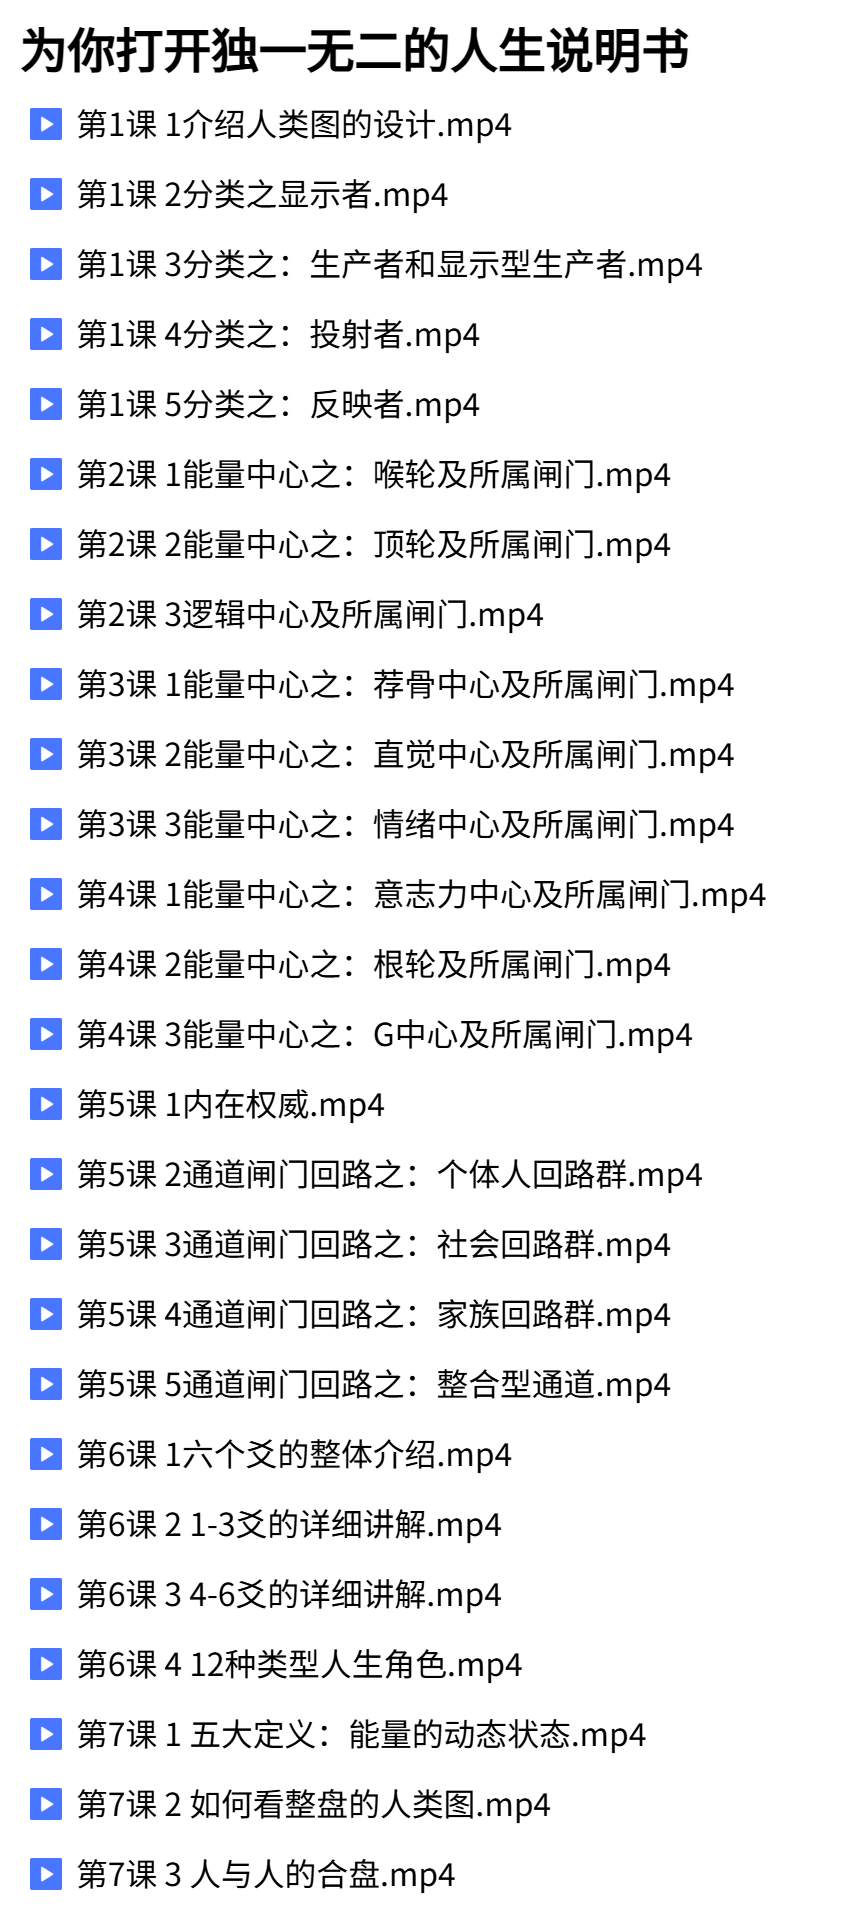 为你打开独一无二的人生说明书
第1课 1介绍人类图的设计.mp4
第1课 2分类之显示者.mp4
第1课 3分类之：生产者和显示型生产者.mp4
第1课 4分类之：投射者.mp4
第1课 5分类之：反映者.mp4
第2课 1能量中心之：喉轮及所属闸门.mp4
第2课 2能量中心之：顶轮及所属闸门.mp4
第2课 3逻辑中心及所属闸门.mp4
第3课 1能量中心之：荐骨中心及所属闸门.mp4
第3课 2能量中心之：直觉中心及所属闸门.mp4
第3课 3能量中心之：情绪中心及所属闸门.mp4
第4课 1能量中心之：意志力中心及所属闸门.mp4
第4课 2能量中心之：根轮及所属闸门.mp4
第4课 3能量中心之：G中心及所属闸门.mp4
第5课 1内在权威.mp4
第5课 2通道闸门回路之：个体人回路群.mp4
第5课 3通道闸门回路之：社会回路群.mp4
第5课 4通道闸门回路之：家族回路群.mp4
第5课 5通道闸门回路之：整合型通道.mp4
第6课 1六个爻的整体介绍.mp4
第6课 2 1-3爻的详细讲解.mp4
第6课 3 4-6爻的详细讲解.mp4
第6课 4 12种类型人生角色.mp4
第7课 1 五大定义：能量的动态状态.mp4
第7课 2 如何看整盘的人类图.mp4
第7课 3 人与人的合盘.mp4